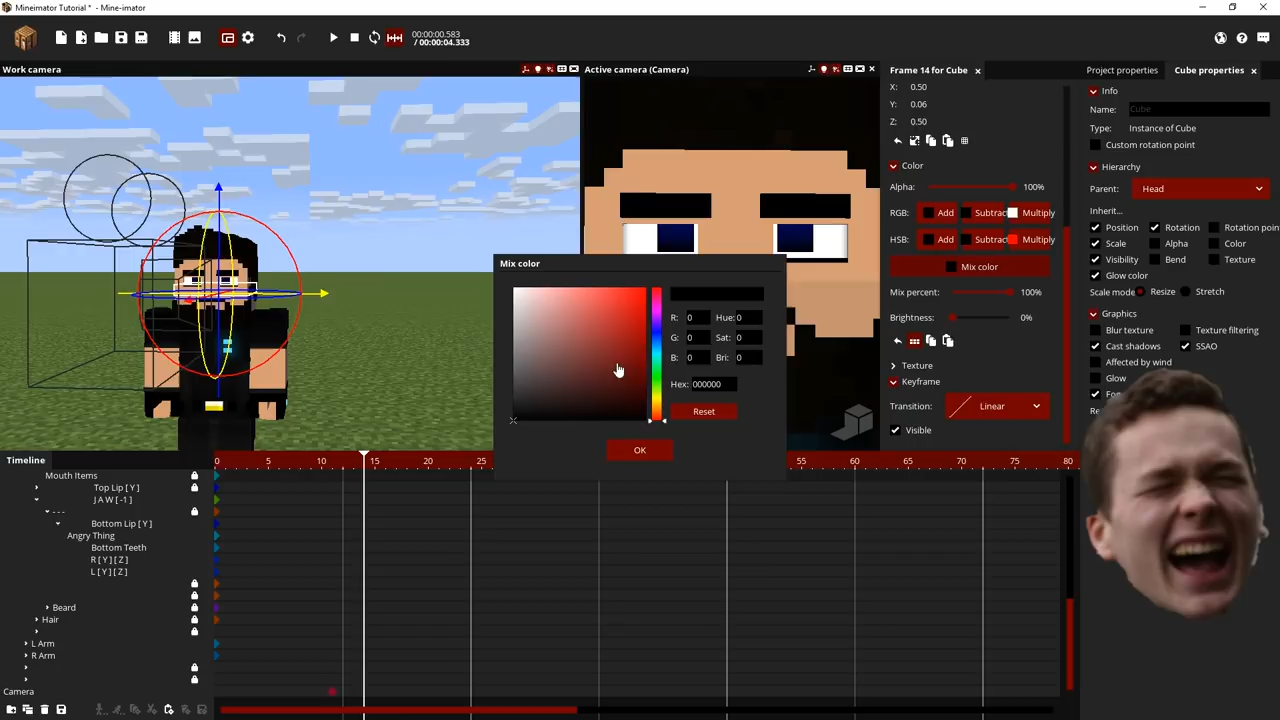 Mineimator Tutorial * - Mine-imator
00:00:00.583
/ 00:00:04.333
Work camera
Active camera (Camera)
Frame 14 for Cube
Project properties
Cube properties
X: 0.50
Y: 0.06
Z: 0.50
Color
Alpha: 100%
RGB: Add Subtract Multiply
HSB: Add Subtract Multiply
Mix color
Mix percent: 100%
Brightness: 0%
Texture
Keyframe
Transition: Linear
Visible
Info
Name: Cube
Type: Instance of Cube
Custom rotation point
Hierarchy
Parent: Head
Inherit...
Position Rotation Rotation point
Scale Alpha Color
Visibility Bend Texture
Glow color
Scale mode Resize Stretch
Graphics
Blur texture Texture filtering
Cast shadows SSAO
Affected by wind
Glow
Mix color
R: 0 Hue: 0
G: 0 Sat: 0
B: 0 Bri: 0
Hex: 000000
Reset
OK
Timeline
0 5 10 15 20 25 55 60 65 70 75 80
Mouth Items
Top Lip [ Y ]
J A W [ -1 ]
---
Bottom Lip [ Y ]
Angry Thing
Bottom Teeth
R [ Y ] [ Z ]
L [ Y ] [ Z ]
Beard
Hair
L Arm
R Arm
Camera